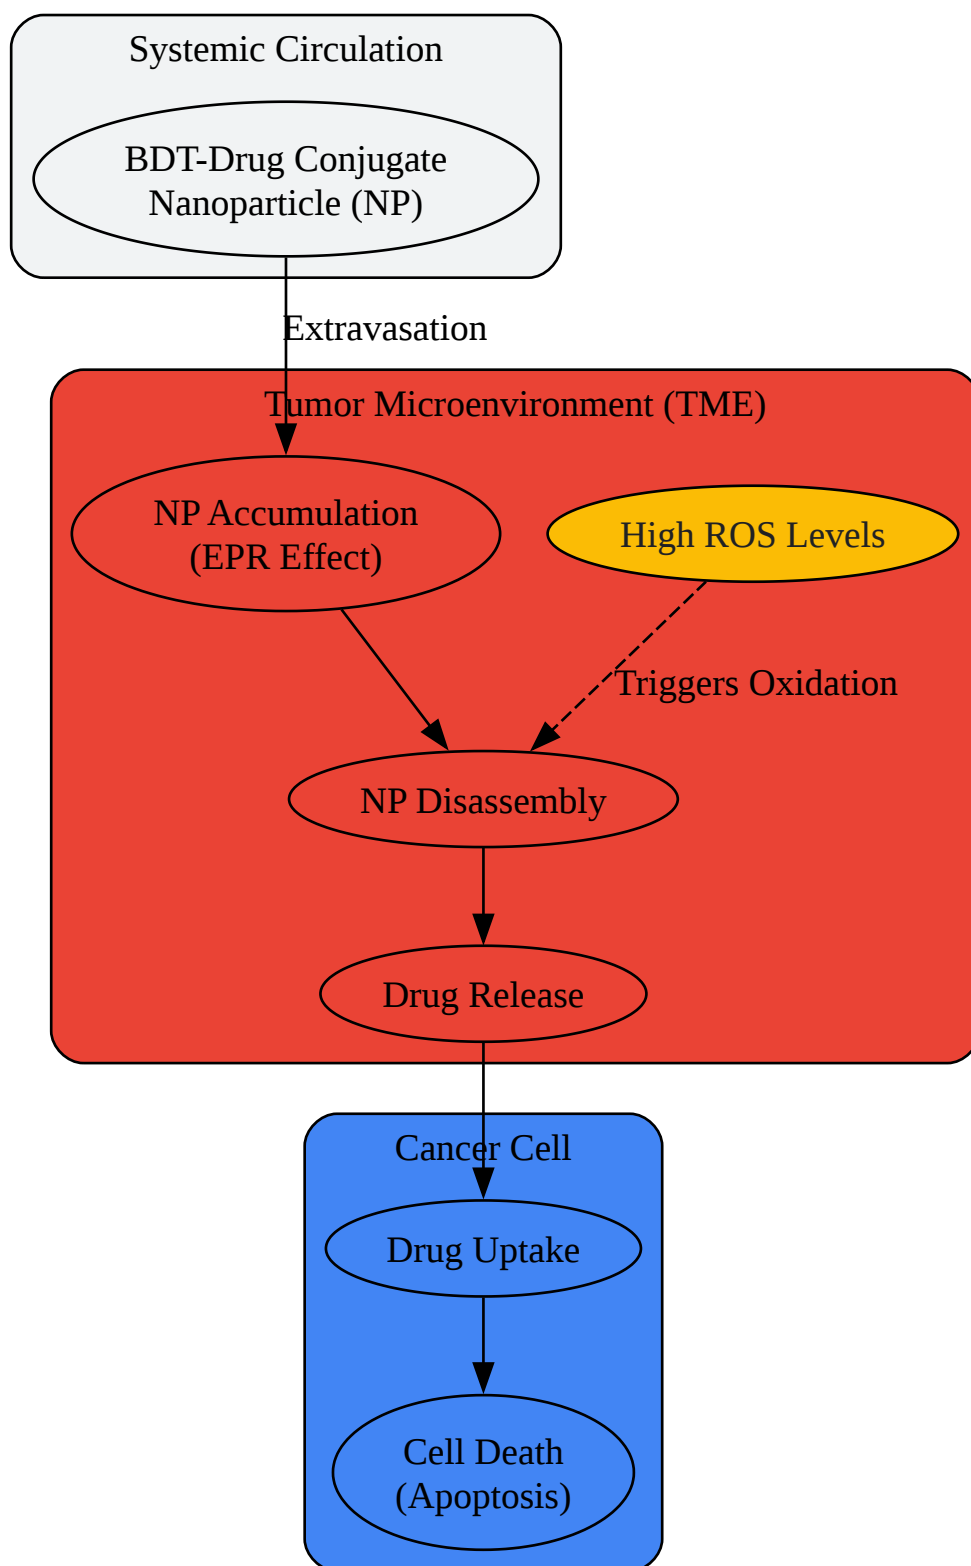 Systemic Circulation
BDT-Drug Conjugate
Nanoparticle (NP)
Extravasation
Tumor Microenvironment (TME)
NP Accumulation
(EPR Effect)
High ROS Levels
Triggers Oxidation
NP Disassembly
Drug Release
Cancer Cell
Drug Uptake
Cell Death
(Apoptosis)